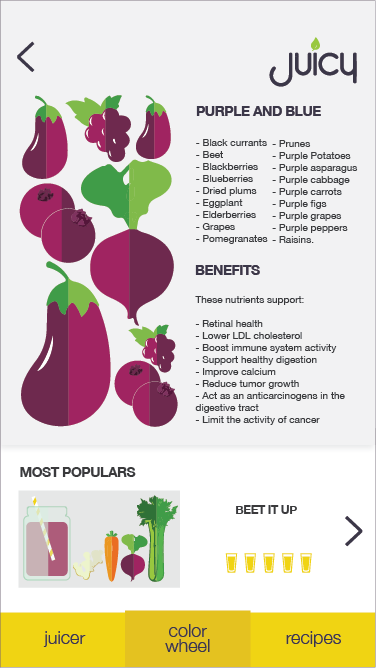 juicy
PURPLE AND BLUE
- Black currants
- Beet
- Blackberries
- Blueberries
- Dried plums
- Eggplant
- Elderberries
- Grapes
- Pomegranates
- Prunes
- Purple Potatoes
- Purple asparagus
- Purple cabbage
- Purple carrots
- Purple figs
- Purple grapes
- Purple peppers
- Raisins.
BENEFITS
These nutrients support:
- Retinal health
- Lower LDL cholesterol
- Boost immune system activity
- Support healthy digestion
- Improve calcium
- Reduce tumor growth
- Act as an anticarcinogens in the
digestive tract
- Limit the activity of cancer
MOST POPULARS
BEET IT UP
juicer
color
wheel
recipes